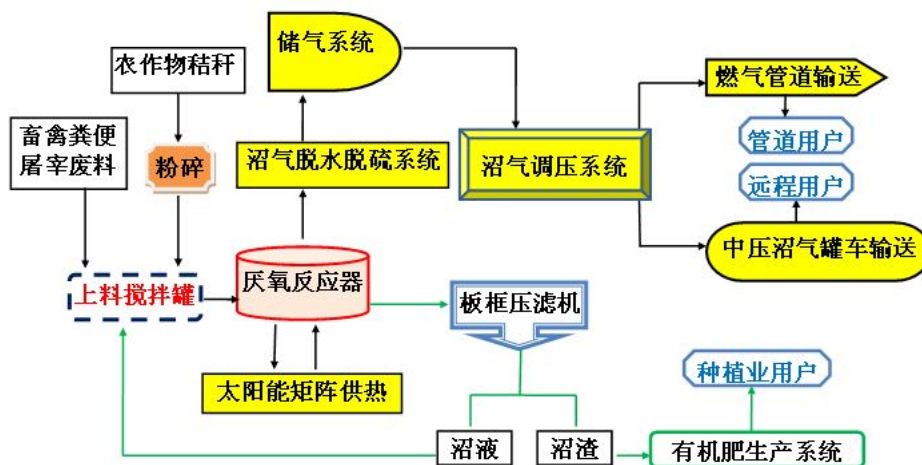 储气系统
农作物秸秆
燃气管道输送
畜禽粪便
屠宰废料
粉碎
沼气脱水脱硫系统
沼气调压系统
管道用户
远程用户
中压沼气罐车输送
上料搅拌罐
厌氧反应器
板框压滤机
太阳能矩阵供热
种植业用户
沼液
沼渣
有机肥生产系统